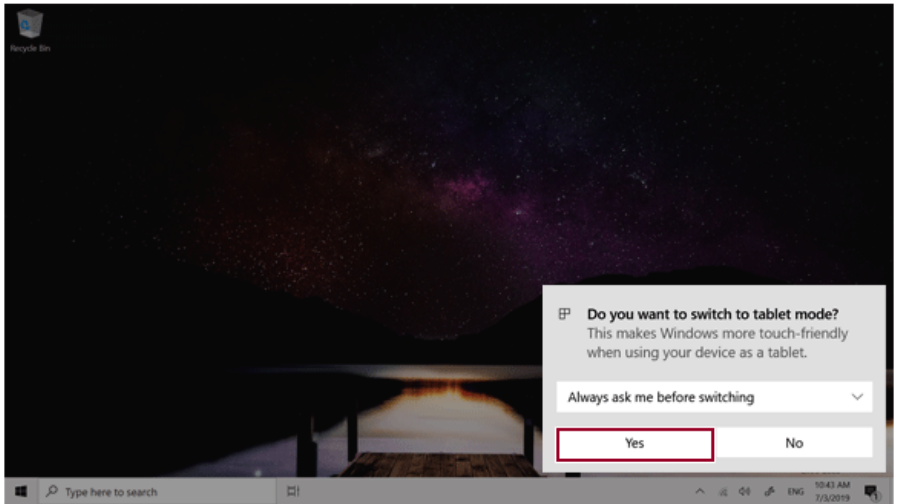 Recycle Bin
Do you want to switch to tablet mode?
This makes Windows more touch-friendly
when using your device as a tablet.
Always ask me before switching
Yes
No
Type here to search
ENG
10:43 AM
7/3/2019
1